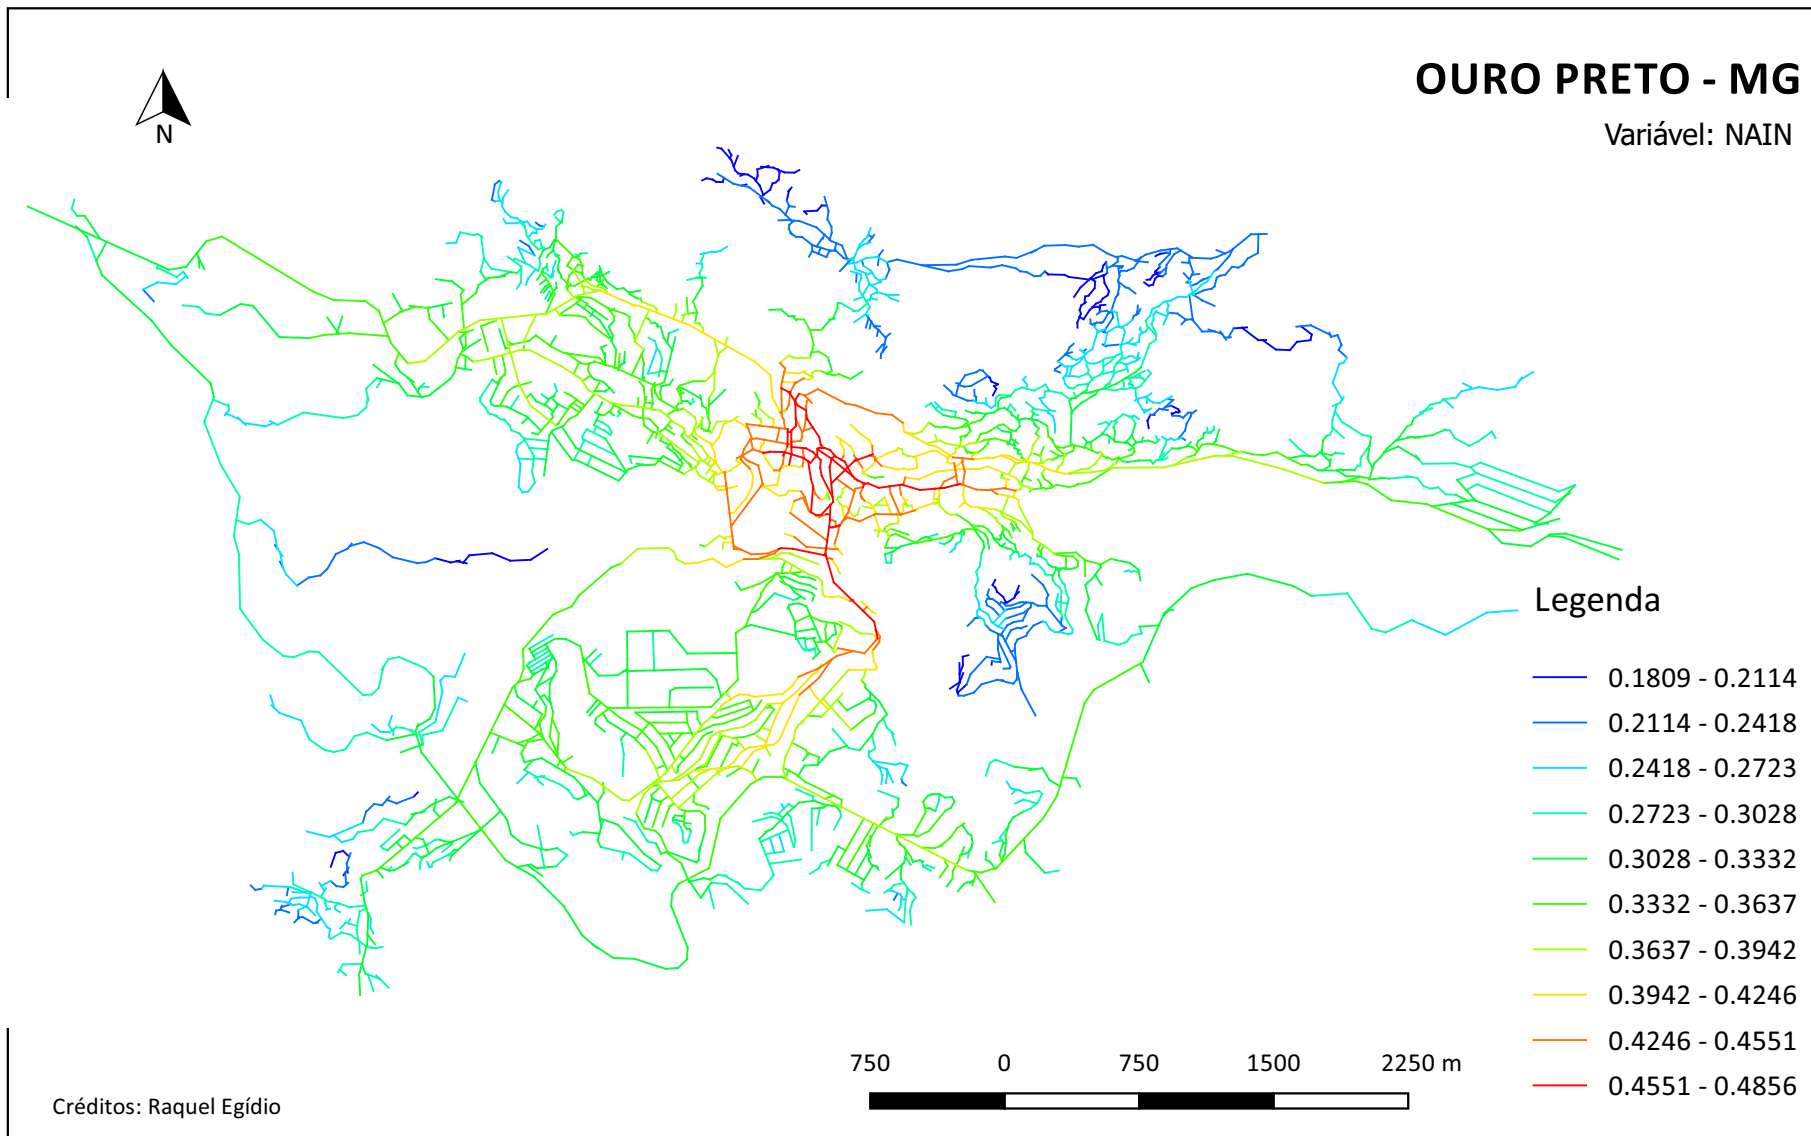 OURO PRETO - MG
Variável: NAIN
N
Legenda
0.1809 - 0.2114
0.2114 - 0.2418
0.2418 - 0.2723
0.2723 - 0.3028
0.3028 - 0.3332
0.3332 - 0.3637
0.3637 - 0.3942
0.3942 - 0.4246
0.4246 - 0.4551
0.4551 - 0.4856
750 0 750 1500 2250 m
Créditos: Raquel Egídio